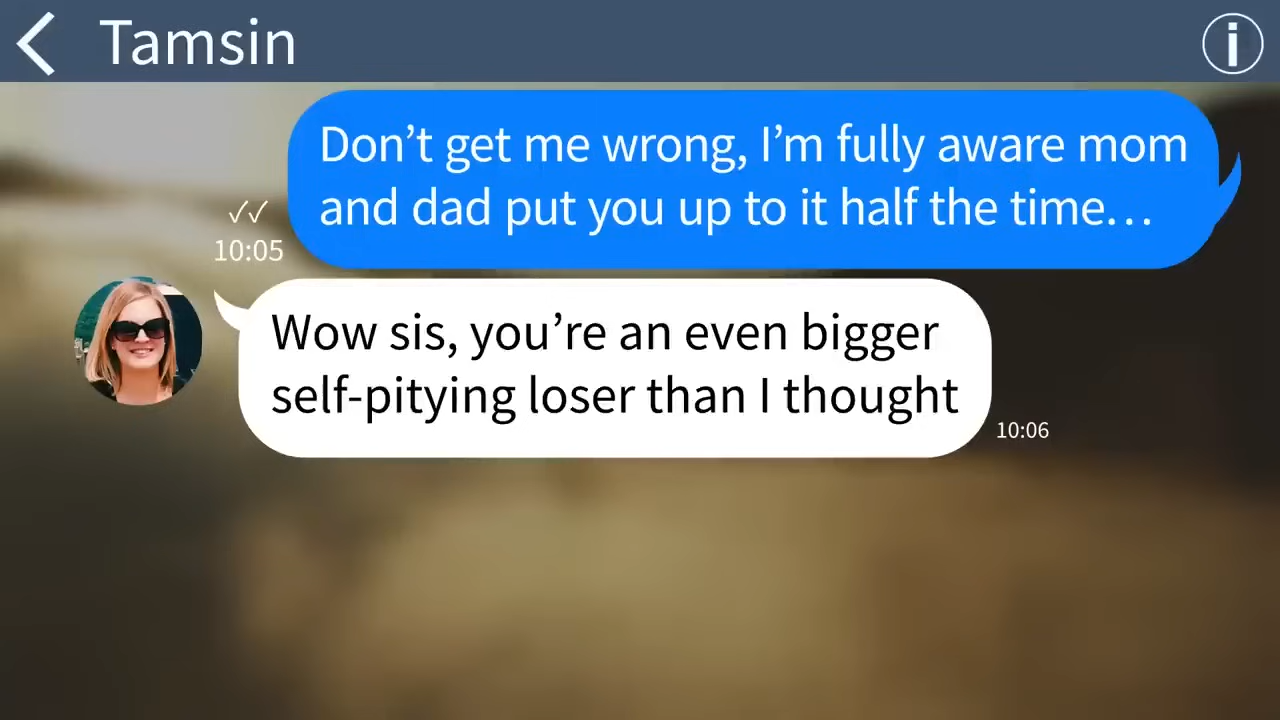 Tamsin
Don’t get me wrong, I’m fully aware mom
and dad put you up to it half the time…
✓✓
10:05
Wow sis, you’re an even bigger
self-pitying loser than I thought
10:06